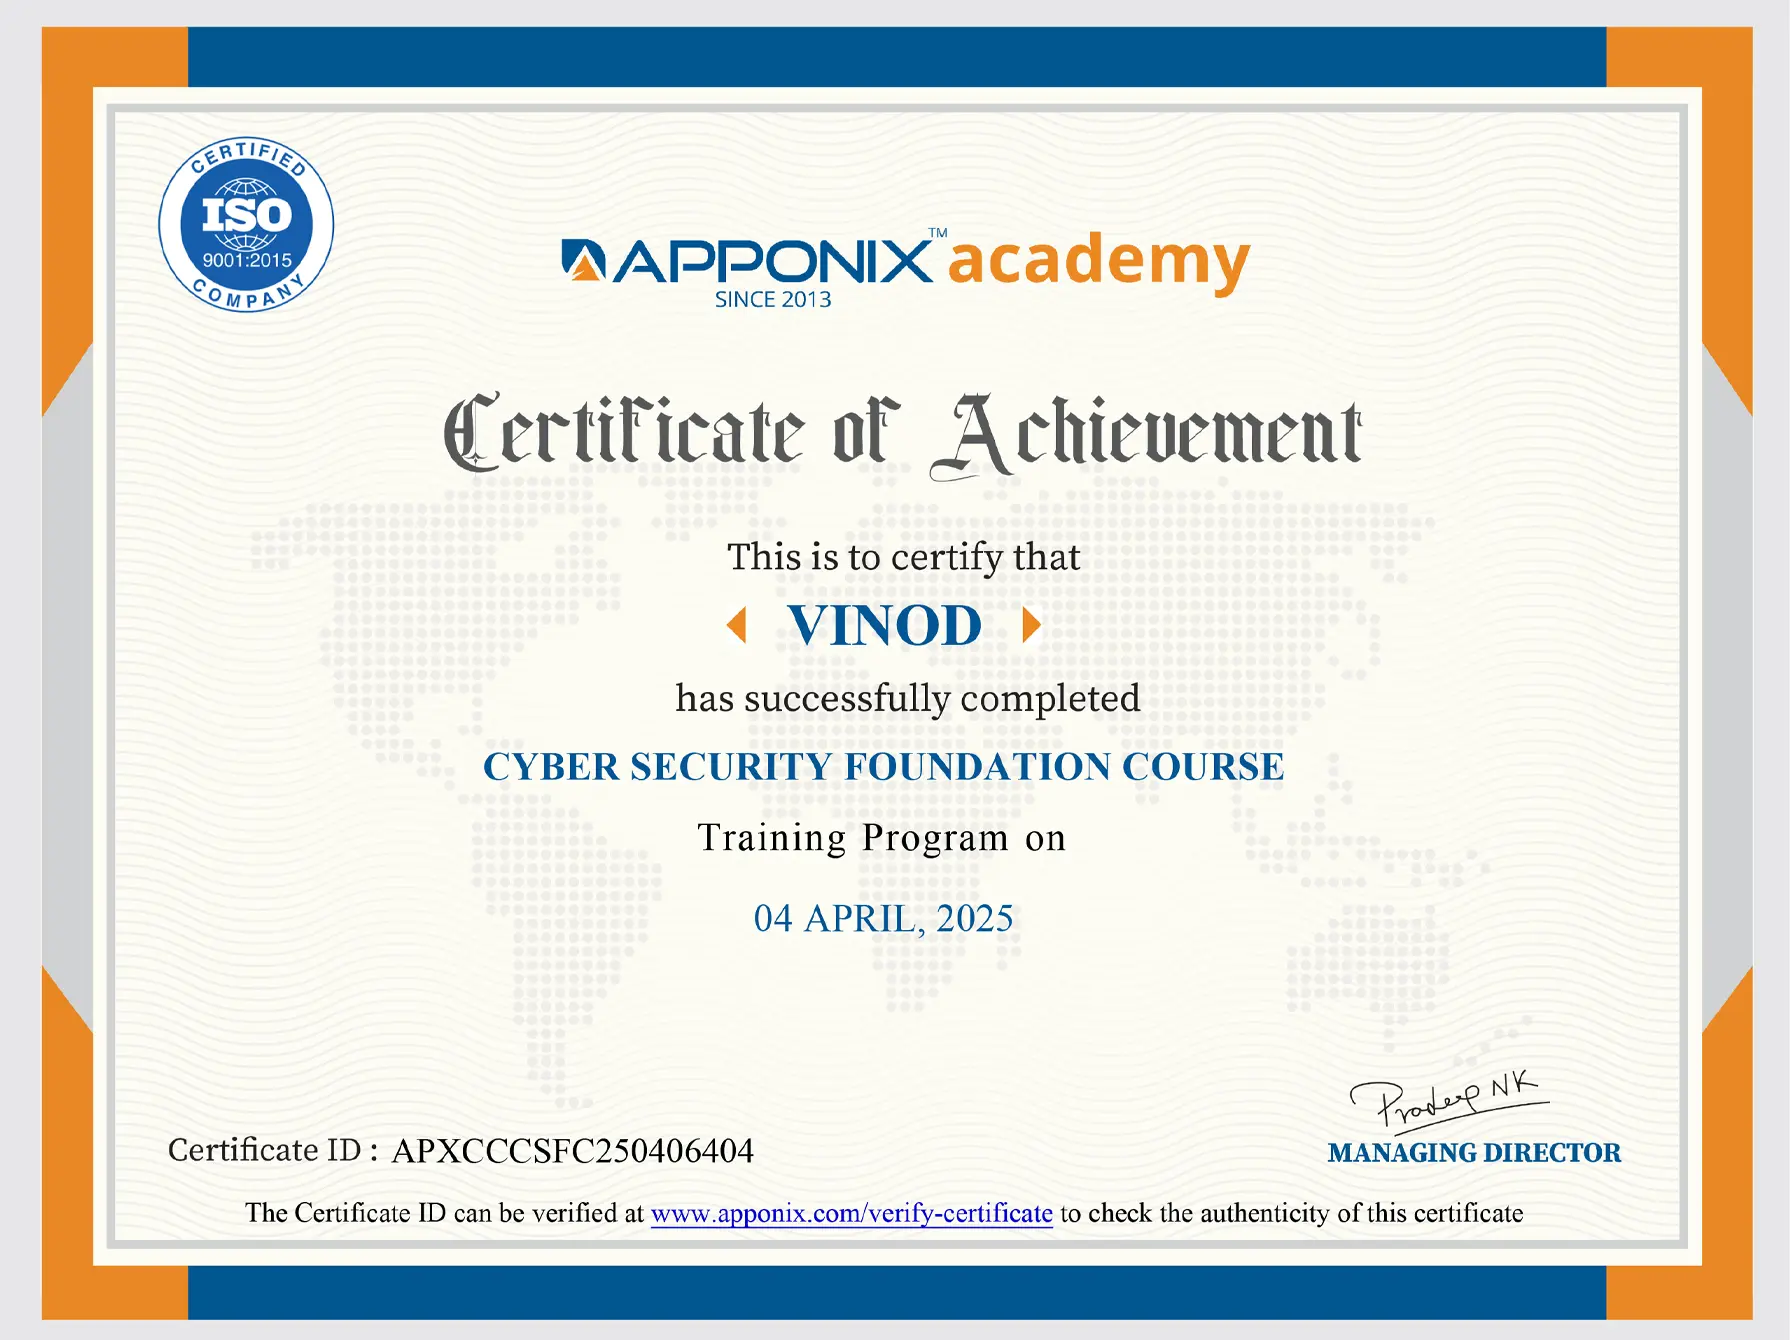 CERTIFIED
ISO
9001:2015
COMPANY
APPONIX™ academy
SINCE 2013
Certificate of Achievement
This is to certify that
VINOD
has successfully completed
CYBER SECURITY FOUNDATION COURSE
Training Program on
04 APRIL, 2025
Pradeep NK
MANAGING DIRECTOR
Certificate ID : APXCCCSFC250406404
The Certificate ID can be verified at www.apponix.com/verify-certificate to check the authenticity of this certificate